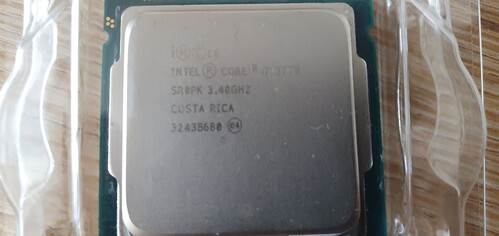 INTEL Ⓡ CORE™ i7-3770
SR0PK 3.40GHZ
COSTA RICA
3243B680 e4